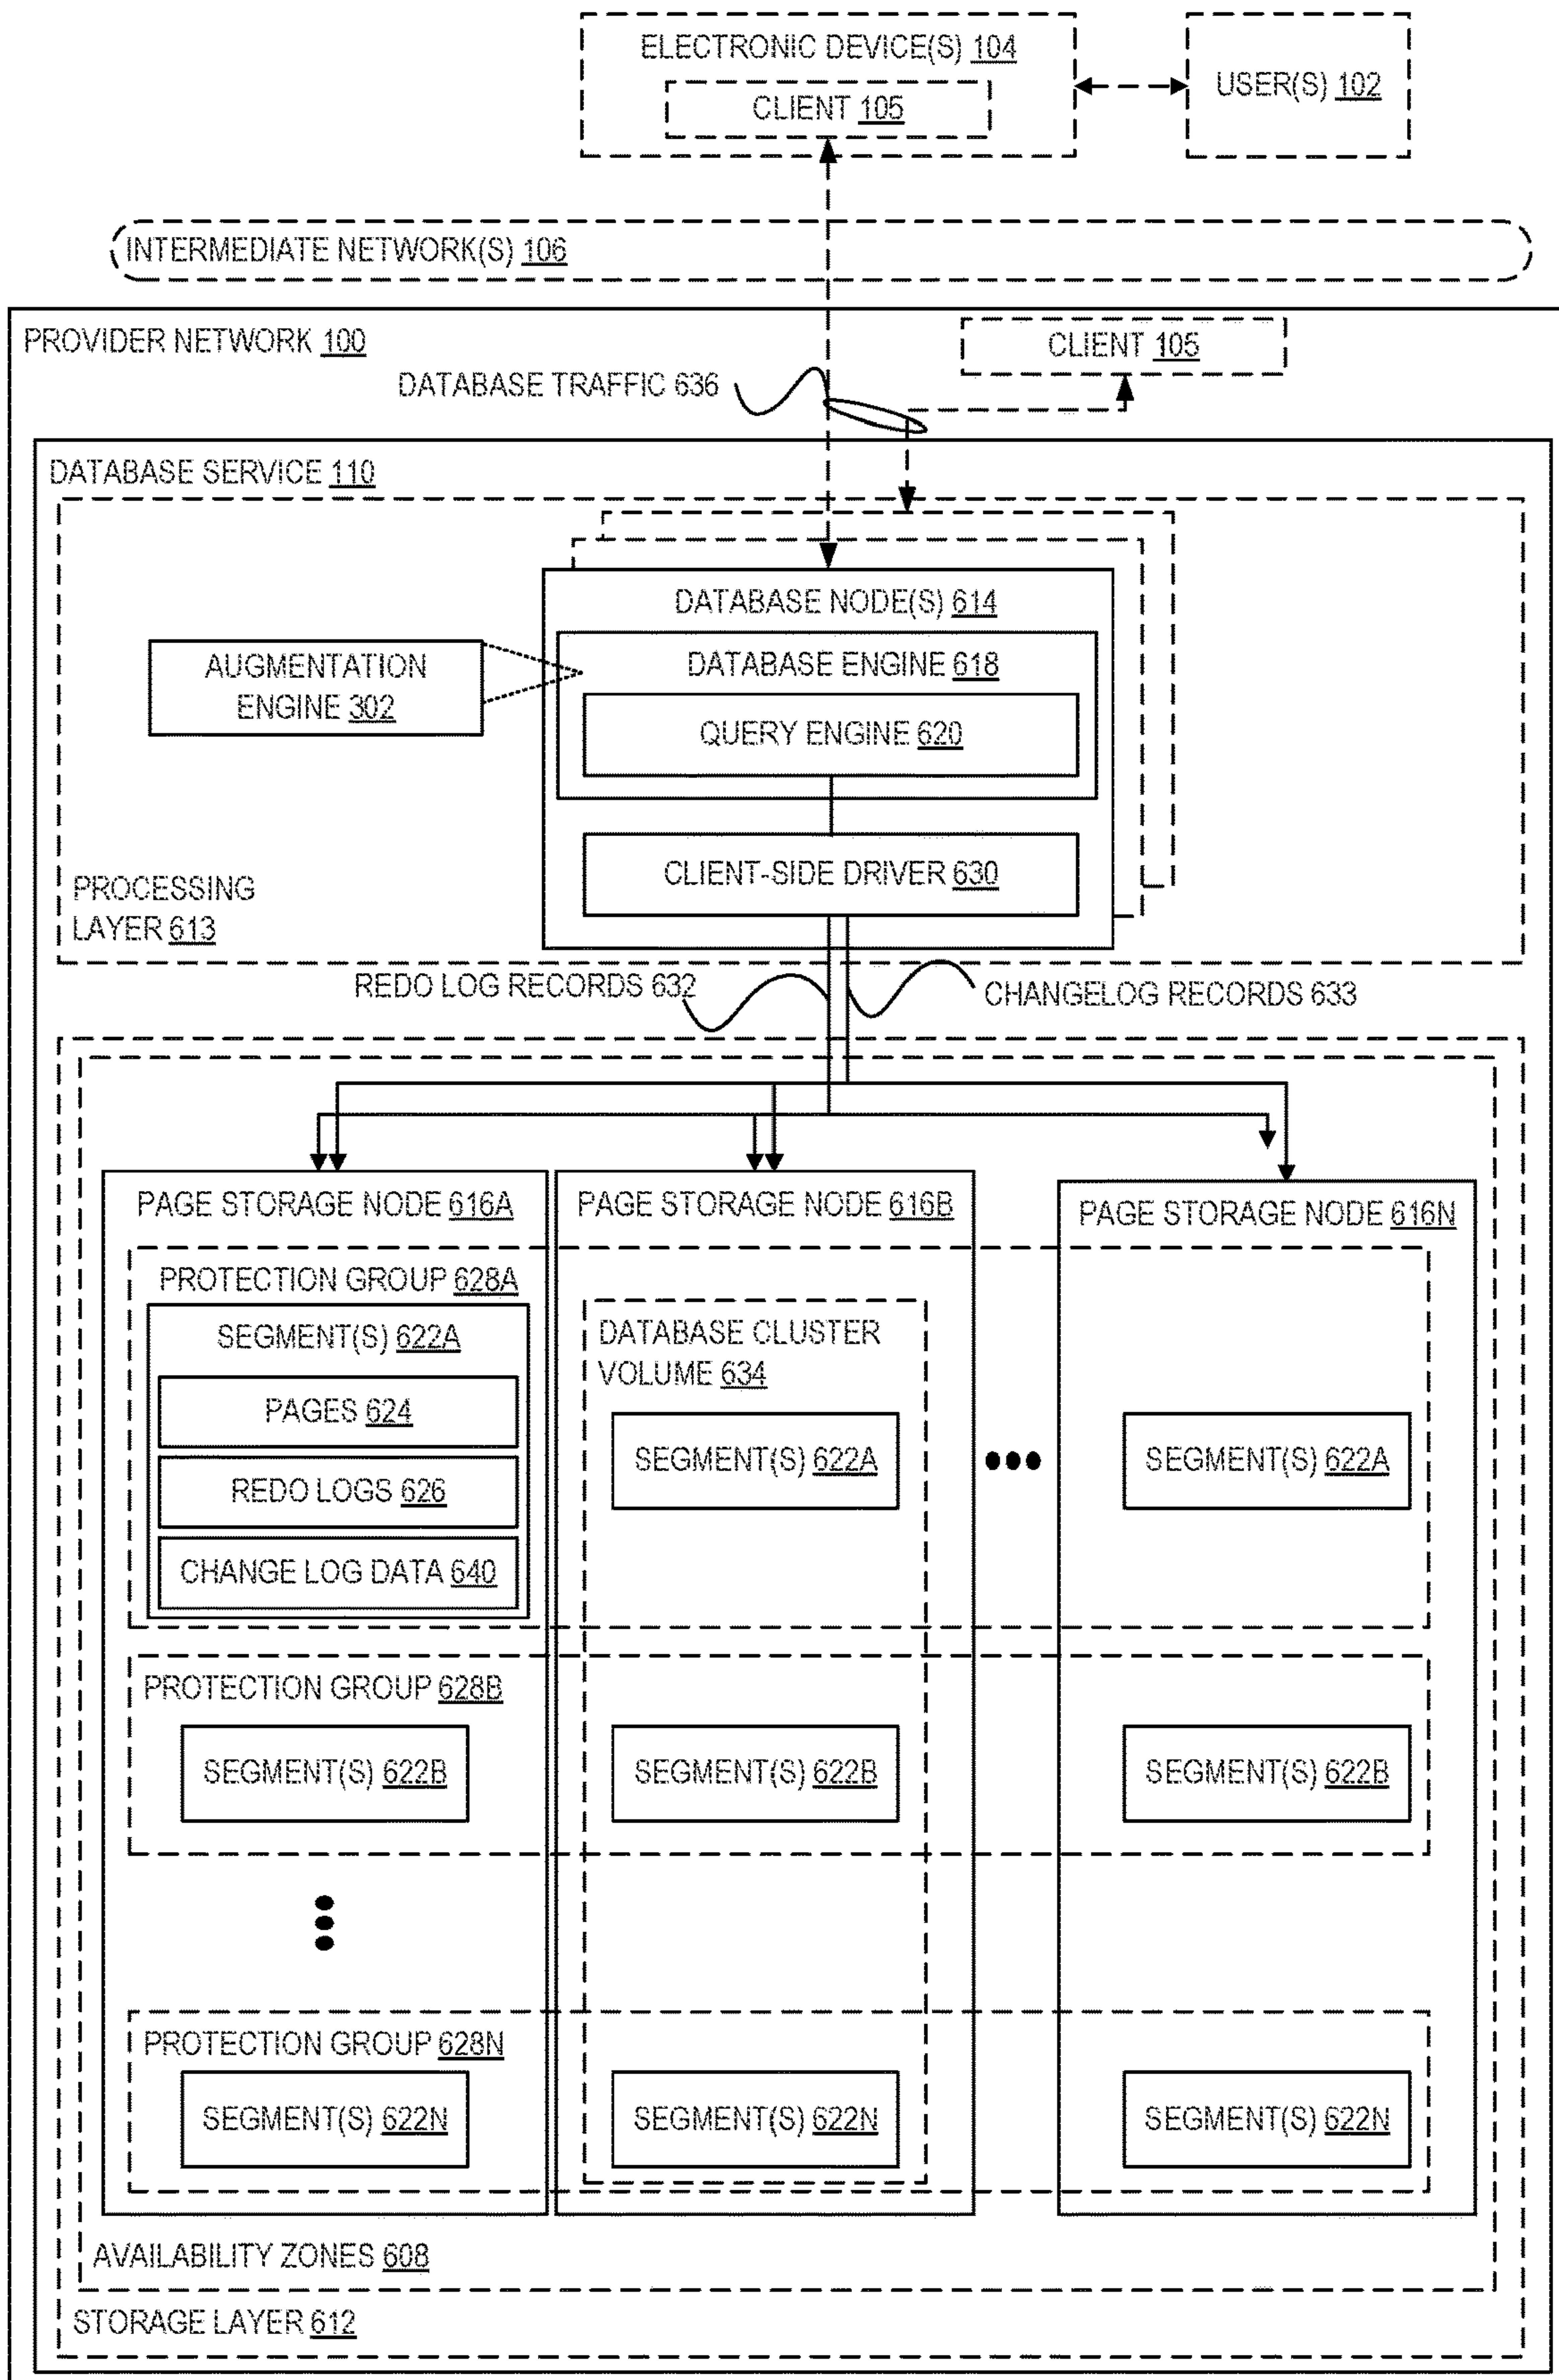 ELECTRONIC DEVICE(S) 104
CLIENT 105
USER(S) 102
INTERMEDIATE NETWORK(S) 106
PROVIDER NETWORK 100
CLIENT 105
DATABASE TRAFFIC 636
DATABASE SERVICE 110
DATABASE NODE(S) 614
AUGMENTATION
ENGINE 302
DATABASE ENGINE 618
QUERY ENGINE 620
CLIENT-SIDE DRIVER 630
PROCESSING
LAYER 613
REDO LOG RECORDS 632
CHANGELOG RECORDS 633
PAGE STORAGE NODE 616A
PAGE STORAGE NODE 616B
PAGE STORAGE NODE 616N
PROTECTION GROUP 628A
SEGMENT(S) 622A
PAGES 624
REDO LOGS 626
CHANGE LOG DATA 640
DATABASE CLUSTER
VOLUME 634
SEGMENT(S) 622A
SEGMENT(S) 622A
PROTECTION GROUP 628B
SEGMENT(S) 622B
SEGMENT(S) 622B
SEGMENT(S) 622B
PROTECTION GROUP 628N
SEGMENT(S) 622N
SEGMENT(S) 622N
SEGMENT(S) 622N
AVAILABILITY ZONES 608
STORAGE LAYER 612